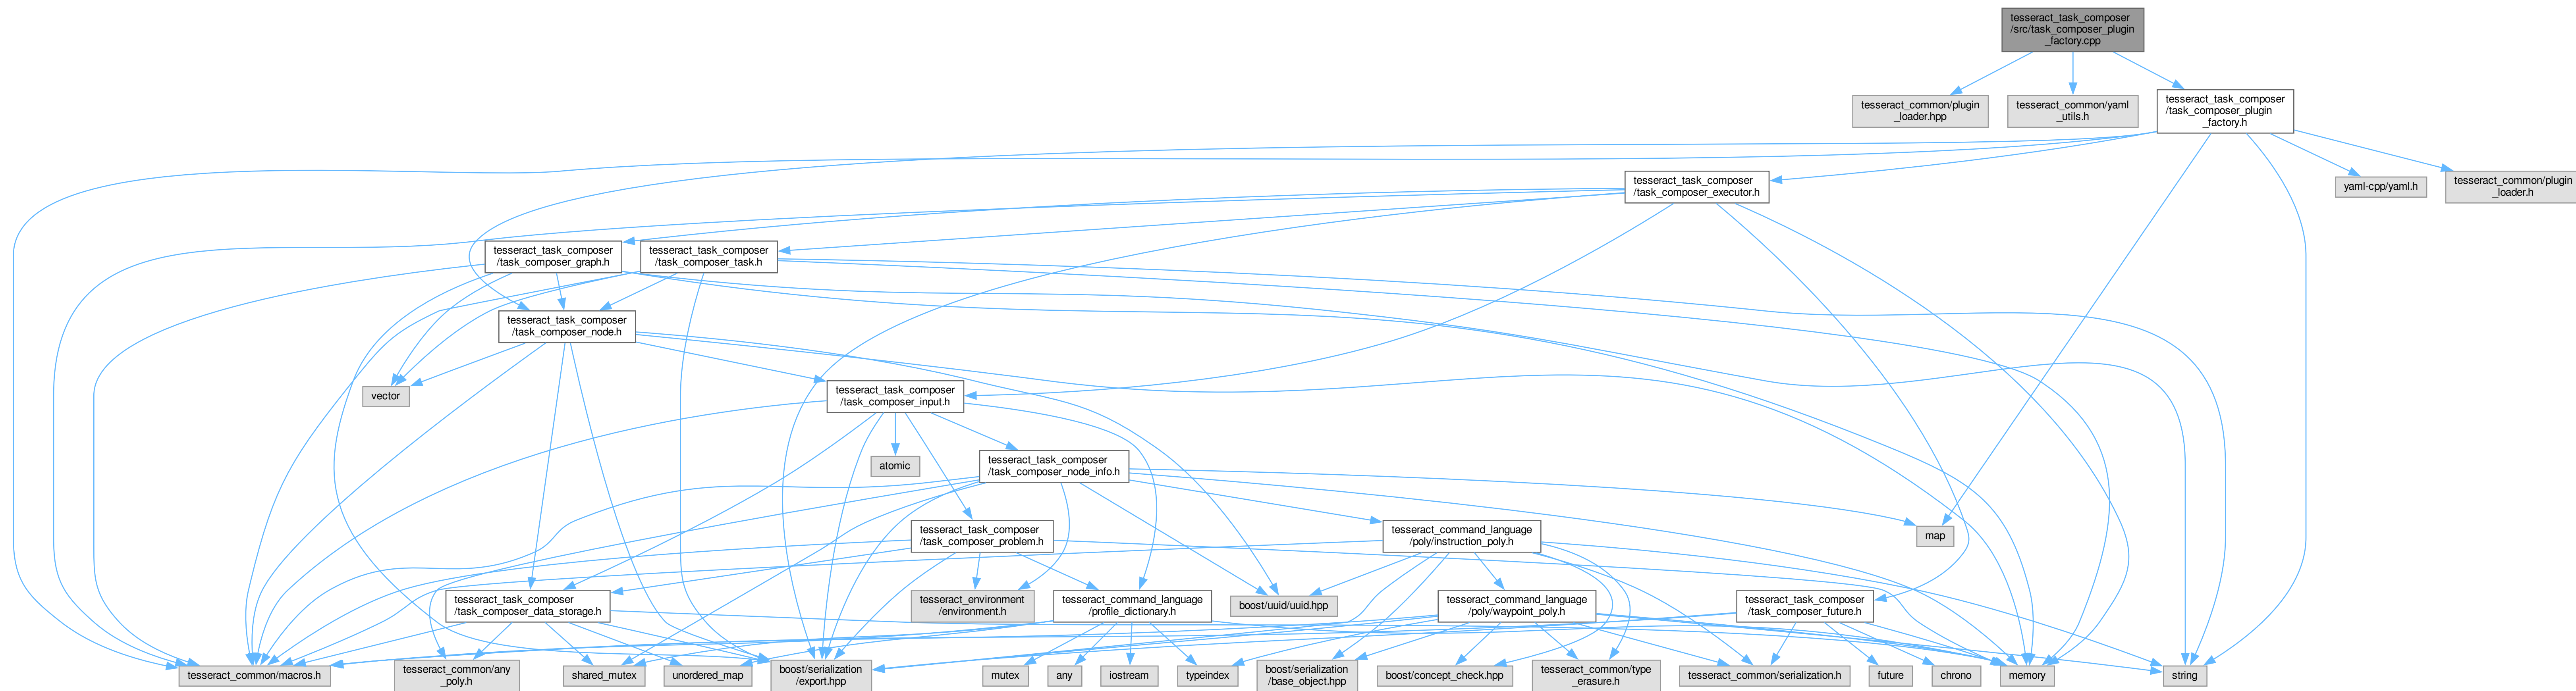 tesseract_task_composer
/src/task_composer_plugin
_factory.cpp
tesseract_common/plugin
_loader.hpp
tesseract_common/yaml
_utils.h
tesseract_task_composer
/task_composer_plugin
_factory.h
tesseract_task_composer
/task_composer_executor.h
yaml-cpp/yaml.h
tesseract_common/plugin
_loader.h
tesseract_task_composer
/task_composer_graph.h
tesseract_task_composer
/task_composer_task.h
tesseract_task_composer
/task_composer_node.h
vector
tesseract_task_composer
/task_composer_input.h
atomic
tesseract_task_composer
/task_composer_node_info.h
tesseract_task_composer
/task_composer_problem.h
tesseract_command_language
/poly/instruction_poly.h
map
tesseract_task_composer
/task_composer_data_storage.h
tesseract_environment
/environment.h
tesseract_command_language
/profile_dictionary.h
boost/uuid/uuid.hpp
tesseract_command_language
/poly/waypoint_poly.h
tesseract_task_composer
/task_composer_future.h
tesseract_common/macros.h
tesseract_common/any
_poly.h
shared_mutex
unordered_map
boost/serialization
/export.hpp
mutex
any
iostream
typeindex
boost/serialization
/base_object.hpp
boost/concept_check.hpp
tesseract_common/type
_erasure.h
tesseract_common/serialization.h
future
chrono
memory
string